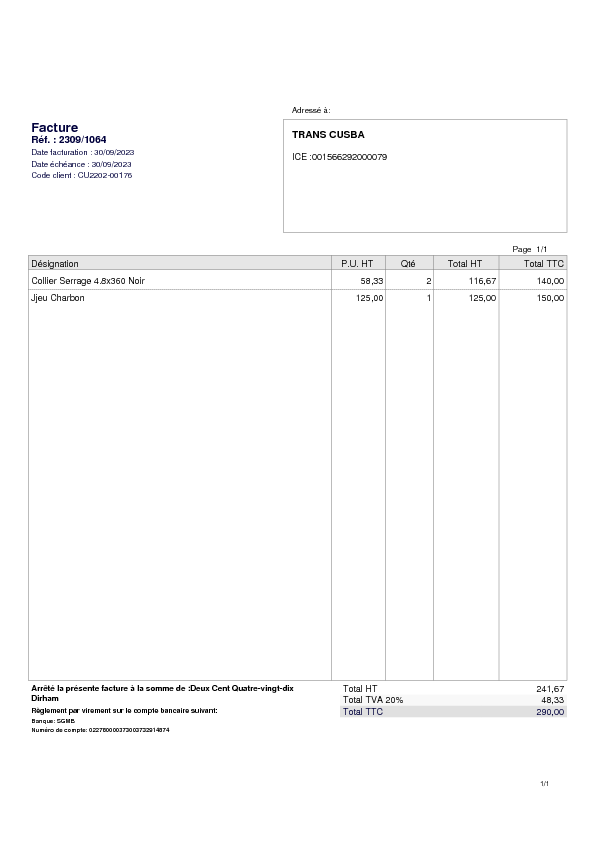 Adressé à:
Facture
Réf. : 2309/1064
Date facturation : 30/09/2023
Date échéance : 30/09/2023
Code client : CU2202-00176
TRANS CUSBA
ICE :001566292000079
Page 1/1
Désignation P.U. HT Qté Total HT Total TTC
Collier Serrage 4.8x360 Noir 58,33 2 116,67 140,00
Jjeu Charbon 125,00 1 125,00 150,00
Arrêté la présente facture à la somme de :Deux Cent Quatre-vingt-dix
Dirham
Règlement par virement sur le compte bancaire suivant:
Banque: SGMB
Numéro de compte: 022780000373003732914874
Total HT 241,67
Total TVA 20% 48,33
Total TTC 290,00
1/1